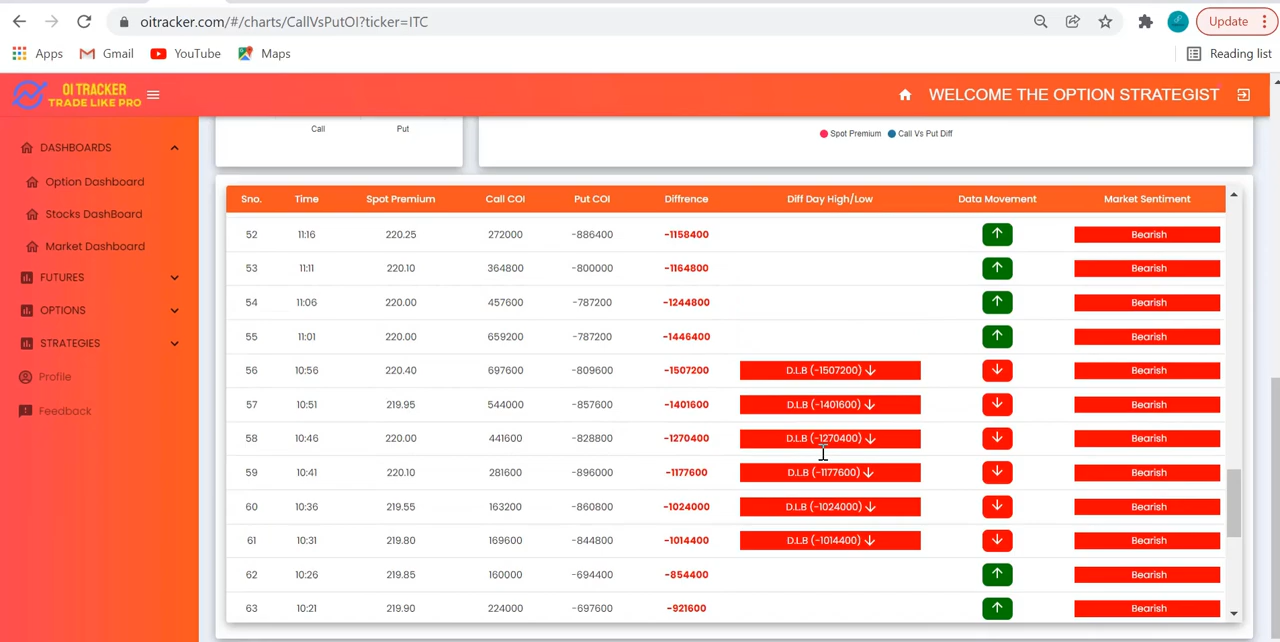 oitracker.com/#/charts/CallVsPutOI?ticker=ITC
Update
Apps Gmail YouTube Maps Reading list
OI TRACKER
TRADE LIKE PRO
WELCOME THE OPTION STRATEGIST
DASHBOARDS
Option Dashboard
Stocks DashBoard
Market Dashboard
FUTURES
OPTIONS
STRATEGIES
Profile
Feedback
Call Put
Spot Premium Call Vs Put Diff
Sno. Time Spot Premium Call COI Put COI Diffrence Diff Day High/Low Data Movement Market Sentiment
52 11:16 220.25 272000 -886400 -1158400 Bearish
53 11:11 220.10 364800 -800000 -1164800 Bearish
54 11:06 220.00 457600 -787200 -1244800 Bearish
55 11:01 220.00 659200 -787200 -1446400 Bearish
56 10:56 220.40 697600 -809600 -1507200 D.L.B (-1507200) ↓ Bearish
57 10:51 219.95 544000 -857600 -1401600 D.L.B (-1401600) ↓ Bearish
58 10:46 220.00 441600 -828800 -1270400 D.L.B (-1270400) ↓ Bearish
59 10:41 220.10 281600 -896000 -1177600 D.L.B (-1177600) ↓ Bearish
60 10:36 219.55 163200 -860800 -1024000 D.L.B (-1024000) ↓ Bearish
61 10:31 219.80 169600 -844800 -1014400 D.L.B (-1014400) ↓ Bearish
62 10:26 219.85 160000 -694400 -854400 Bearish
63 10:21 219.90 224000 -697600 -921600 Bearish